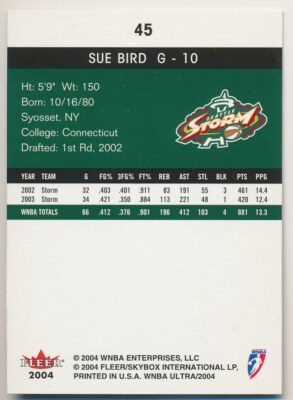 45
SUE BIRD G - 10
Ht: 5'9" Wt: 150
Born: 10/16/80
Syosset, NY
College: Connecticut
Drafted: 1st Rd, 2002
SEATTLE
STORM
YEAR TEAM G FG% 3FG% FT% REB AST STL BLK PTS PPG
2002 Storm 32 .403 .401 .911 83 191 55 3 461 14.4
2003 Storm 34 .421 .350 .884 113 221 48 1 420 12.4
WNBA TOTALS 66 .412 .376 .901 196 412 103 4 881 13.3
FLEER
2004
© 2004 WNBA ENTERPRISES, LLC
© 2004 FLEER/SKYBOX INTERNATIONAL LP,
PRINTED IN U.S.A. WNBA ULTRA/2004
WNBA